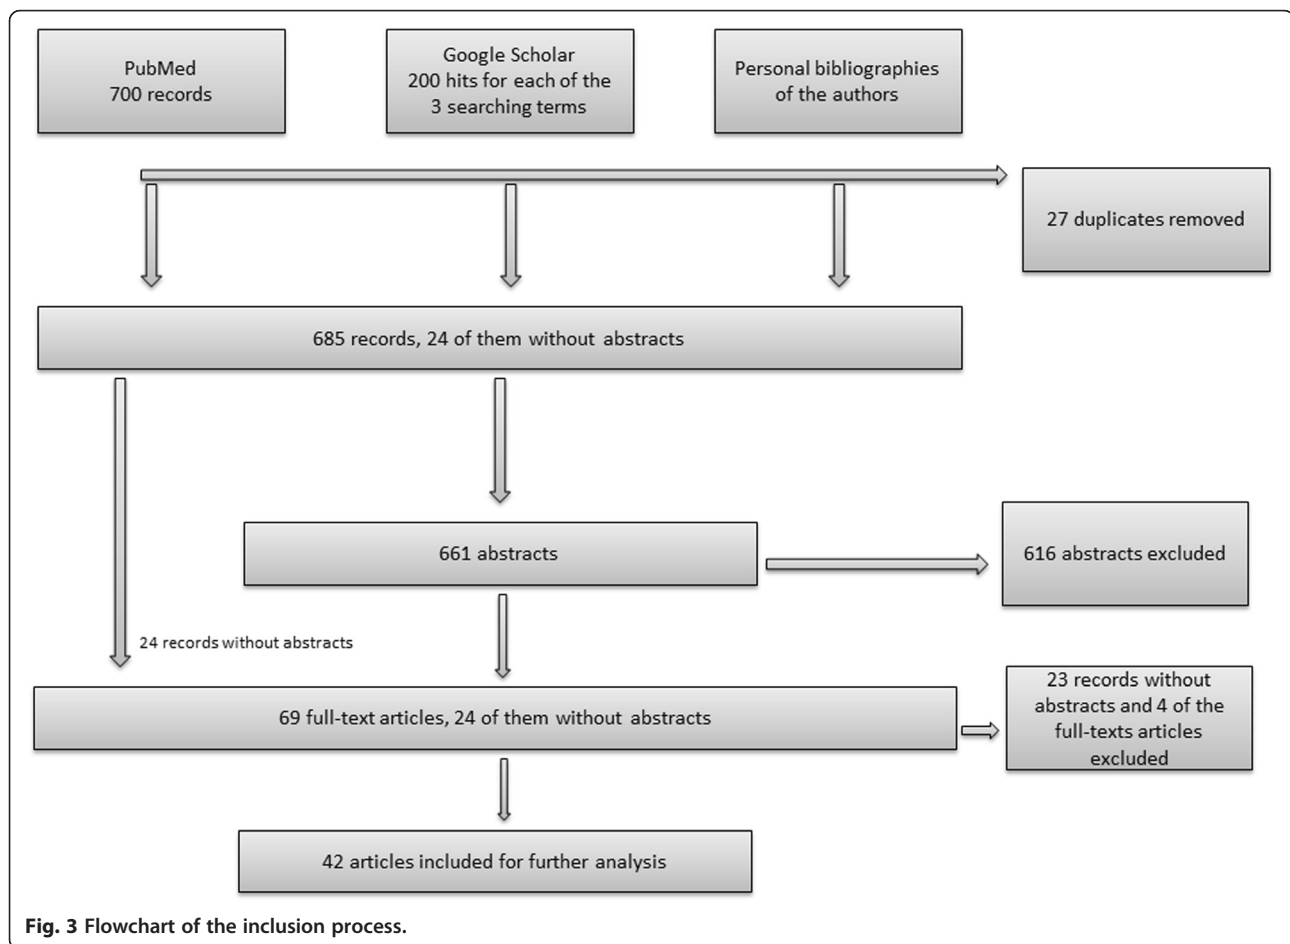 PubMed
700 records
Google Scholar
200 hits for each of the
3 searching terms
Personal bibliographies
of the authors
27 duplicates removed
685 records, 24 of them without abstracts
661 abstracts
616 abstracts excluded
24 records without abstracts
69 full-text articles, 24 of them without abstracts
23 records without
abstracts and 4 of the
full-texts articles
excluded
42 articles included for further analysis
Fig. 3 Flowchart of the inclusion process.